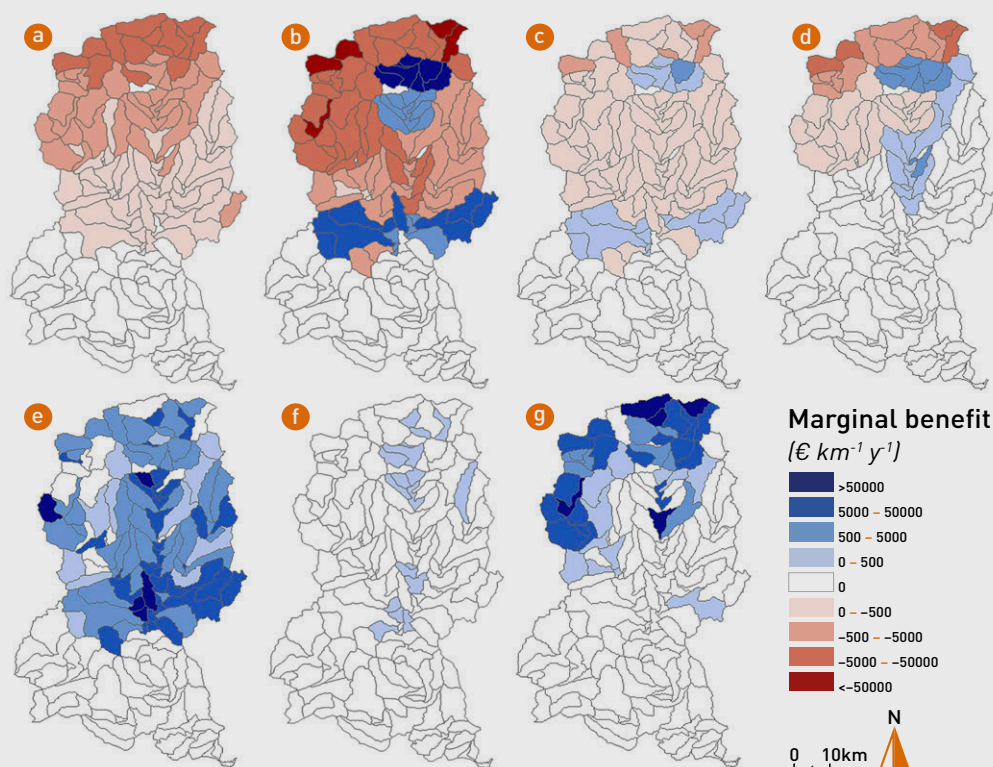 a
b
c
d
e
f
g
Marginal benefit
(€ km⁻¹ y⁻¹)
>50000
5000 – 50000
500 – 5000
0 – 500
0
0 – –500
–500 – –5000
–5000 – –50000
<–50000
N
0 10km